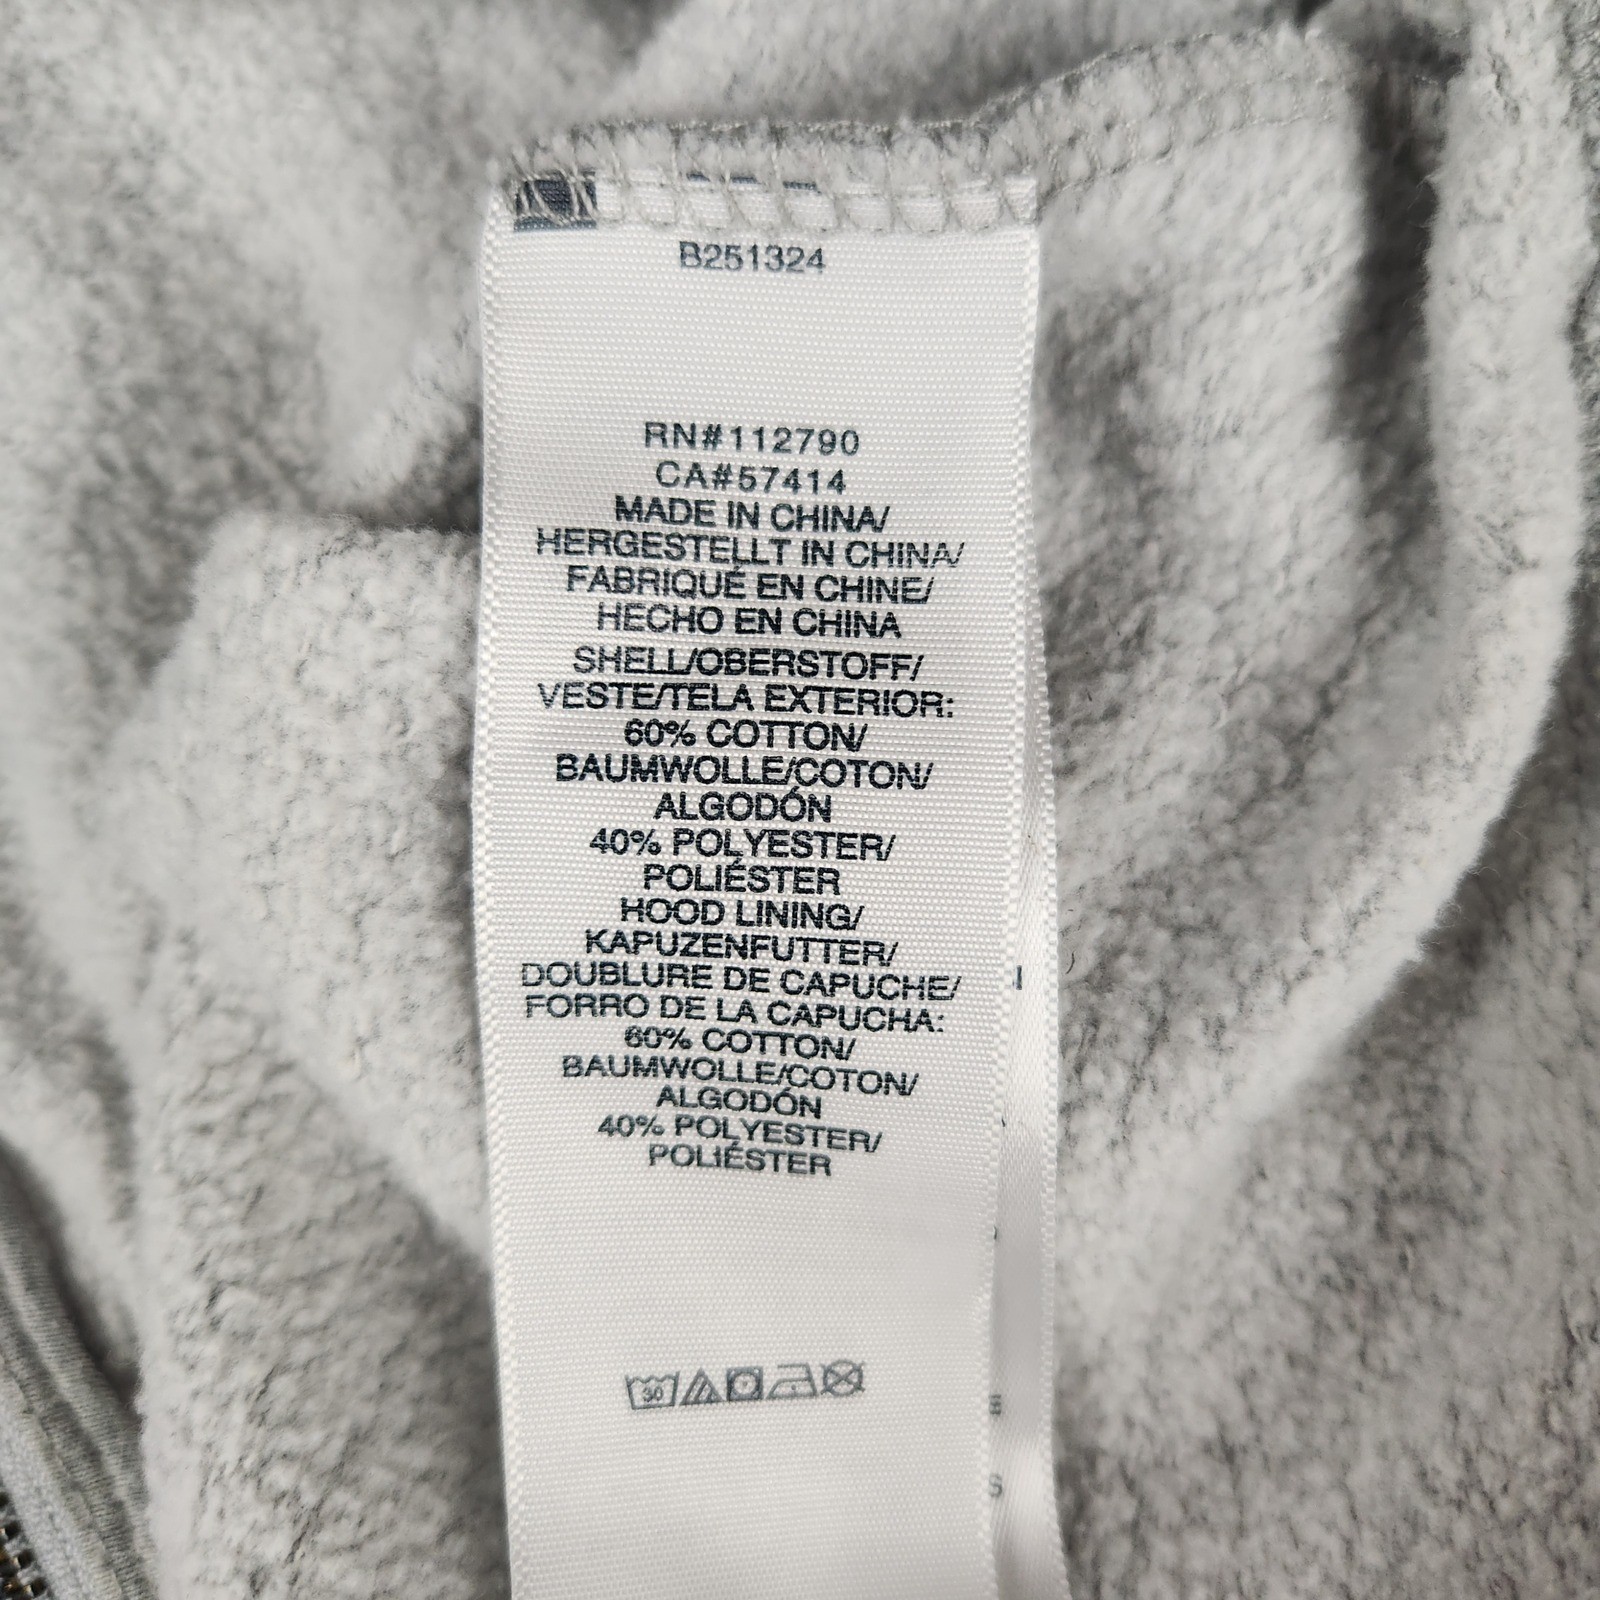 B251324
RN#112790
CA#57414
MADE IN CHINA/
HERGESTELLT IN CHINA/
FABRIQUÉ EN CHINE/
HECHO EN CHINA
SHELL/OBERSTOFF/
VESTE/TELA EXTERIOR:
60% COTTON/
BAUMWOLLE/COTON/
ALGODÓN
40% POLYESTER/
POLIÉSTER
HOOD LINING/
KAPUZENFUTTER/
DOUBLURE DE CAPUCHE/
FORRO DE LA CAPUCHA:
60% COTTON/
BAUMWOLLE/COTON/
ALGODÓN
40% POLYESTER/
POLIÉSTER
30
E
S